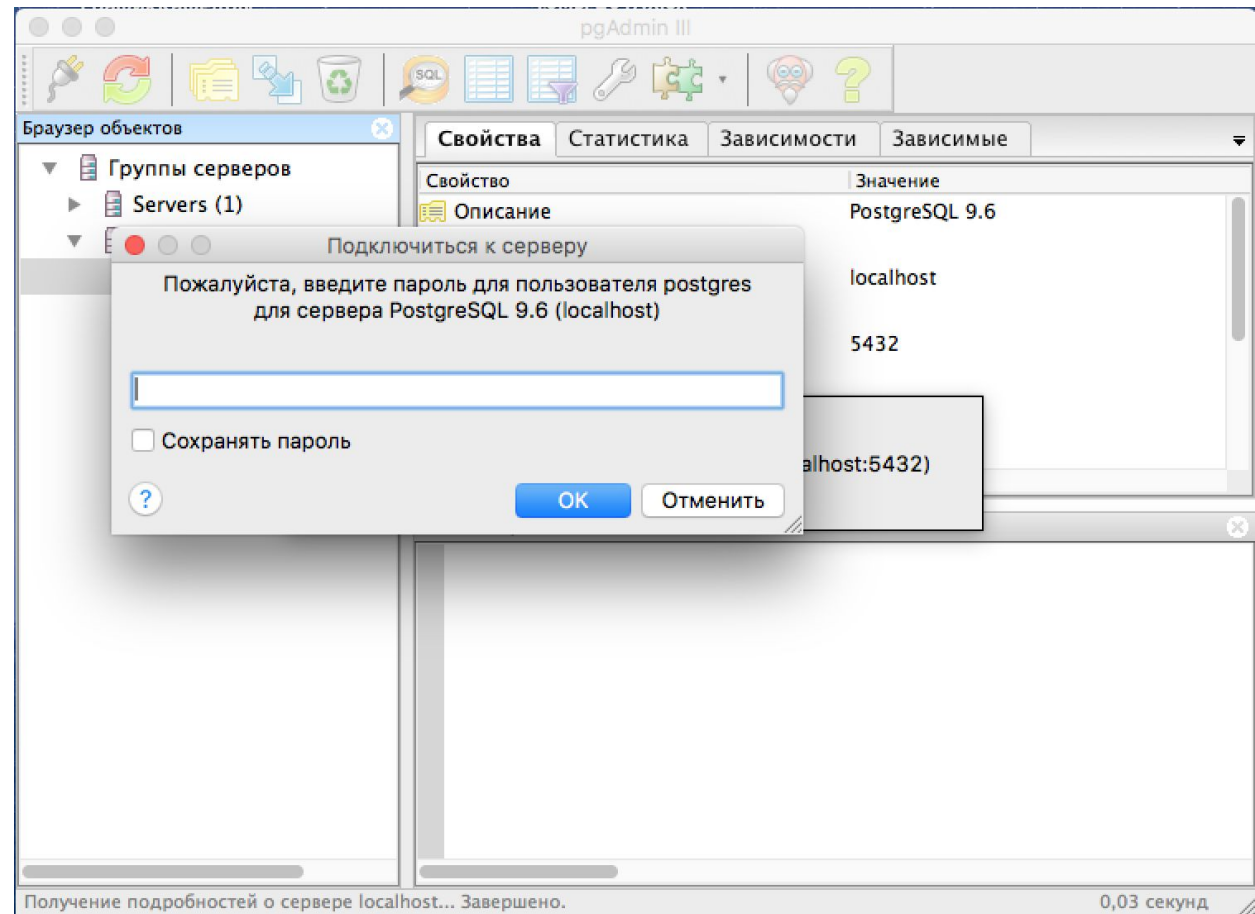 pgAdmin III
SQL
Браузер объектов
Группы серверов
Servers (1)
Свойства Статистика Зависимости Зависимые
Свойство Значение
Описание PostgreSQL 9.6
localhost
5432
Подключиться к серверу
Пожалуйста, введите пароль для пользователя postgres
для сервера PostgreSQL 9.6 (localhost)
Сохранять пароль
?
OK Отменить
alhost:5432)
Получение подробностей о сервере localhost... Завершено. 0,03 секунд